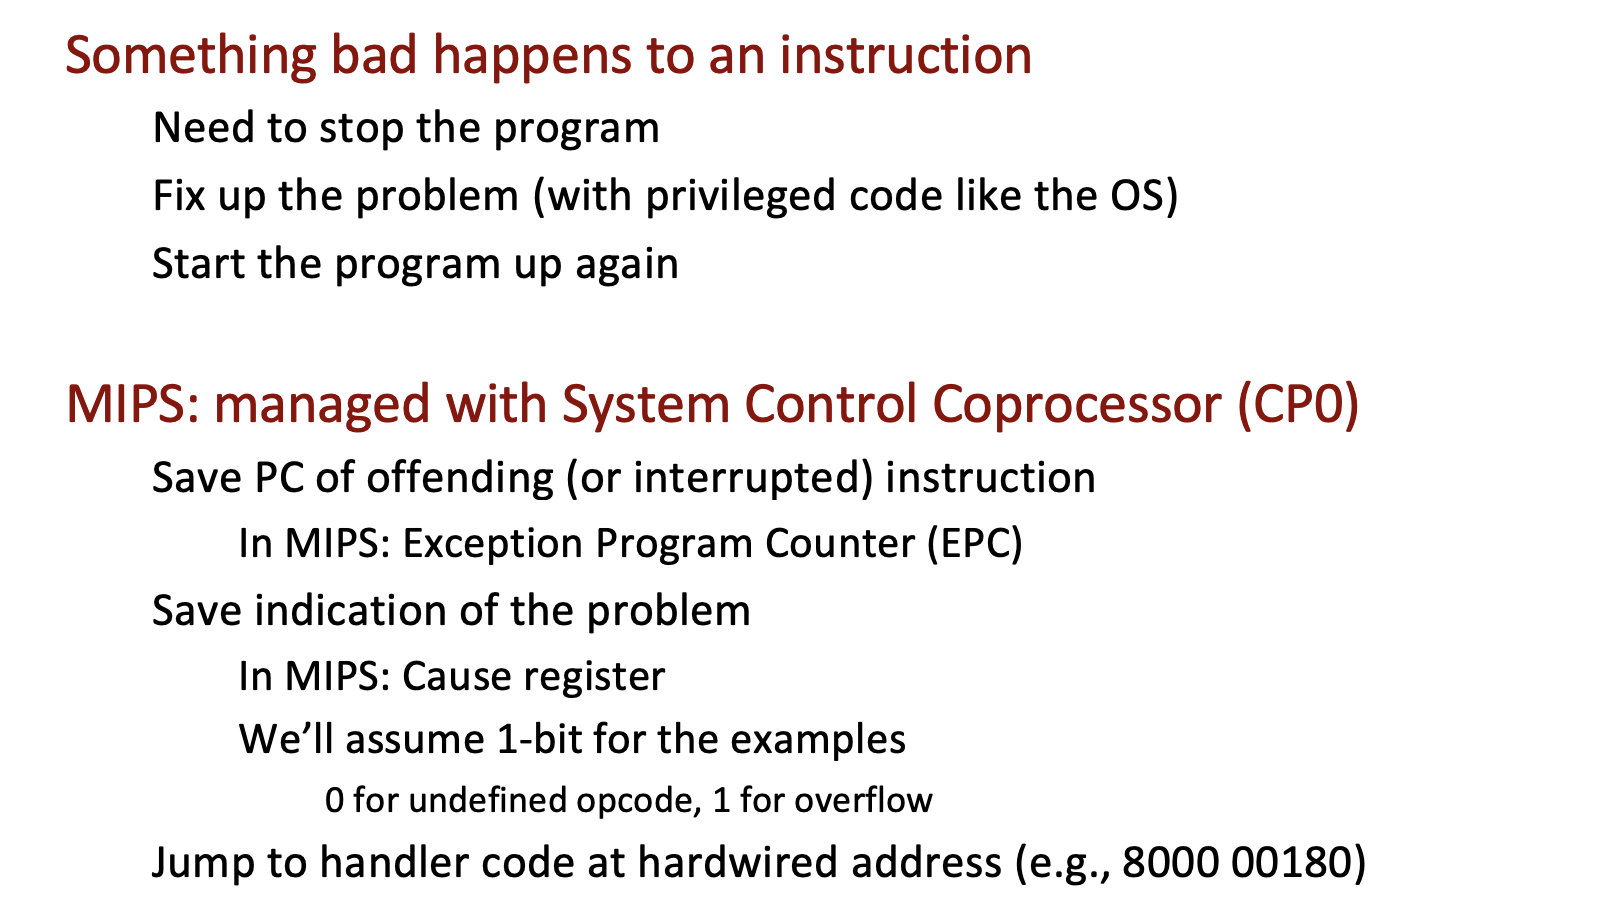 Something bad happens to an instruction
Need to stop the program
Fix up the problem (with privileged code like the OS)
Start the program up again
MIPS: managed with System Control Coprocessor (CP0)
Save PC of offending (or interrupted) instruction
In MIPS: Exception Program Counter (EPC)
Save indication of the problem
In MIPS: Cause register
We’ll assume 1-bit for the examples
0 for undefined opcode, 1 for overflow
Jump to handler code at hardwired address (e.g., 8000 00180)